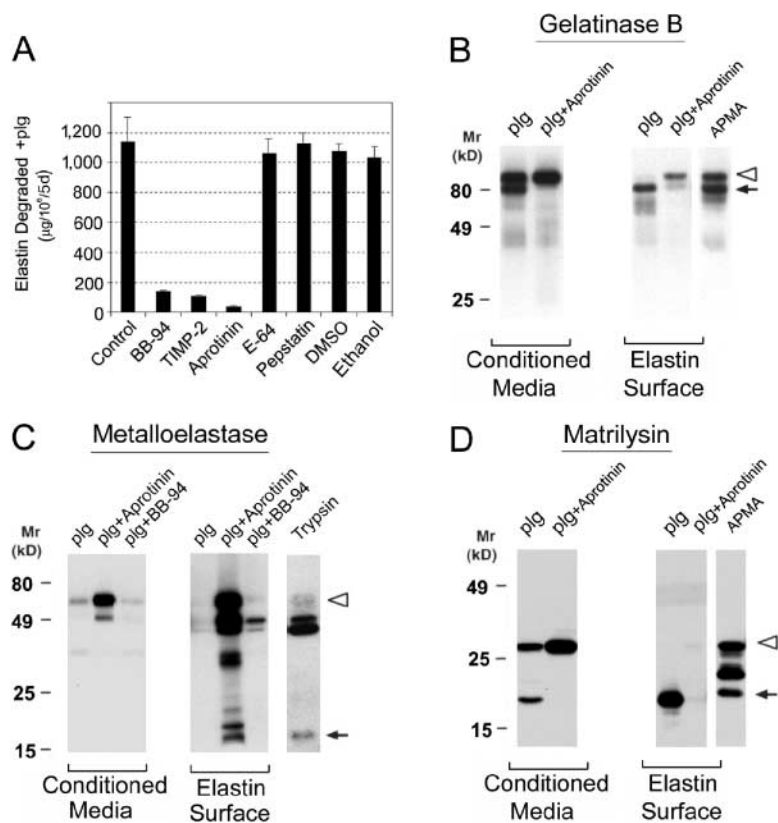 A
Elastin Degraded +plg
(µg/10⁶/5d)
1,200
1,000
800
600
400
200
0
Control
BB-94
TIMP-2
Aprotinin
E-64
Pepstatin
DMSO
Ethanol
B
Gelatinase B
Mr
(kD)
plg
plg+Aprotinin
plg
plg+Aprotinin
APMA
80
49
25
Conditioned
Media
Elastin
Surface
C
Metalloelastase
Mr
(kD)
plg
plg+Aprotinin
plg+BB-94
plg
plg+Aprotinin
plg+BB-94
Trypsin
80
49
25
15
Conditioned
Media
Elastin
Surface
D
Matrilysin
Mr
(kD)
plg
plg+Aprotinin
plg
plg+Aprotinin
APMA
49
25
15
Conditioned
Media
Elastin
Surface